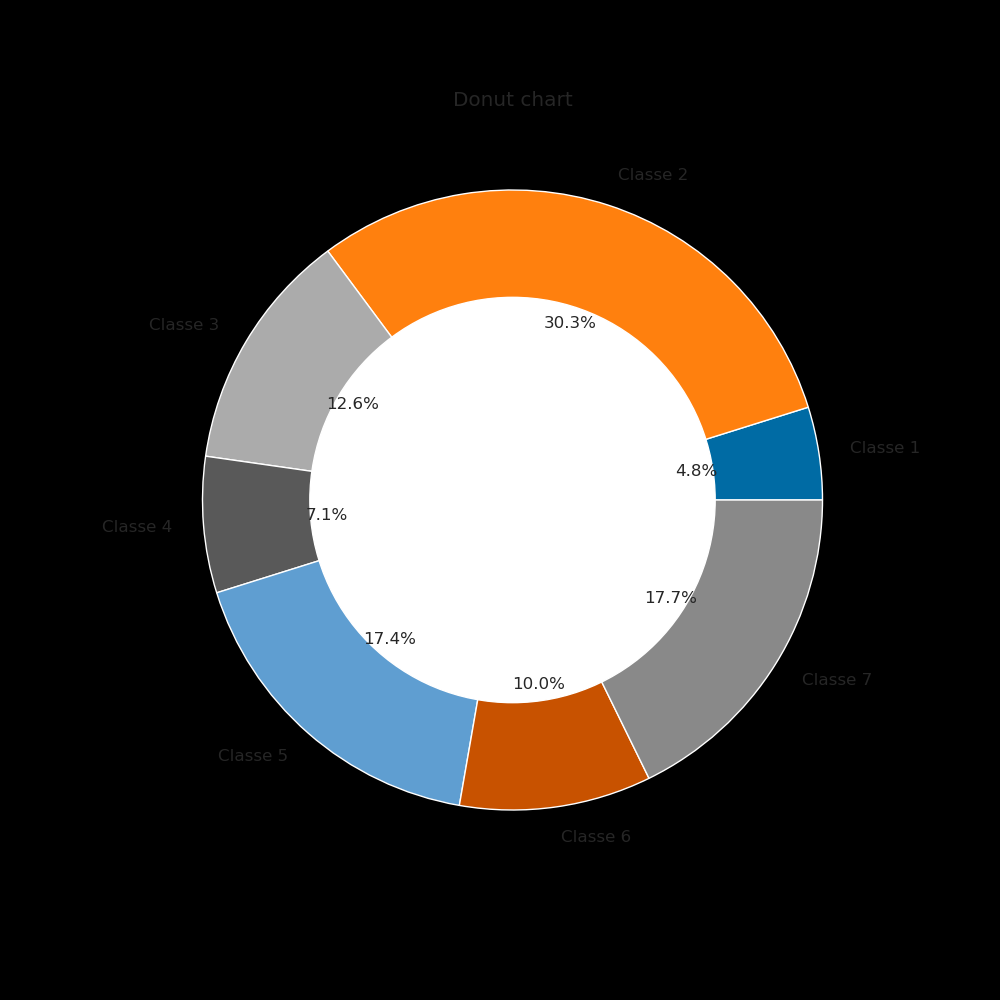 Donut chart
Classe 2
Classe 3
30.3%
12.6%
Classe 1
4.8%
7.1%
Classe 4
17.7%
17.4%
Classe 7
10.0%
Classe 5
Classe 6